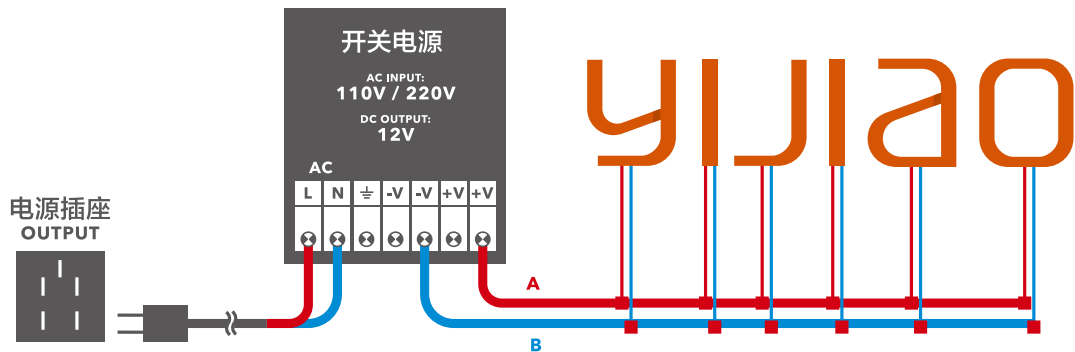 开关电源
AC INPUT:
110V / 220V
DC OUTPUT:
12V
AC
L N ⏚ -V -V +V +V
电源插座
OUTPUT
YIJIAO
A
B